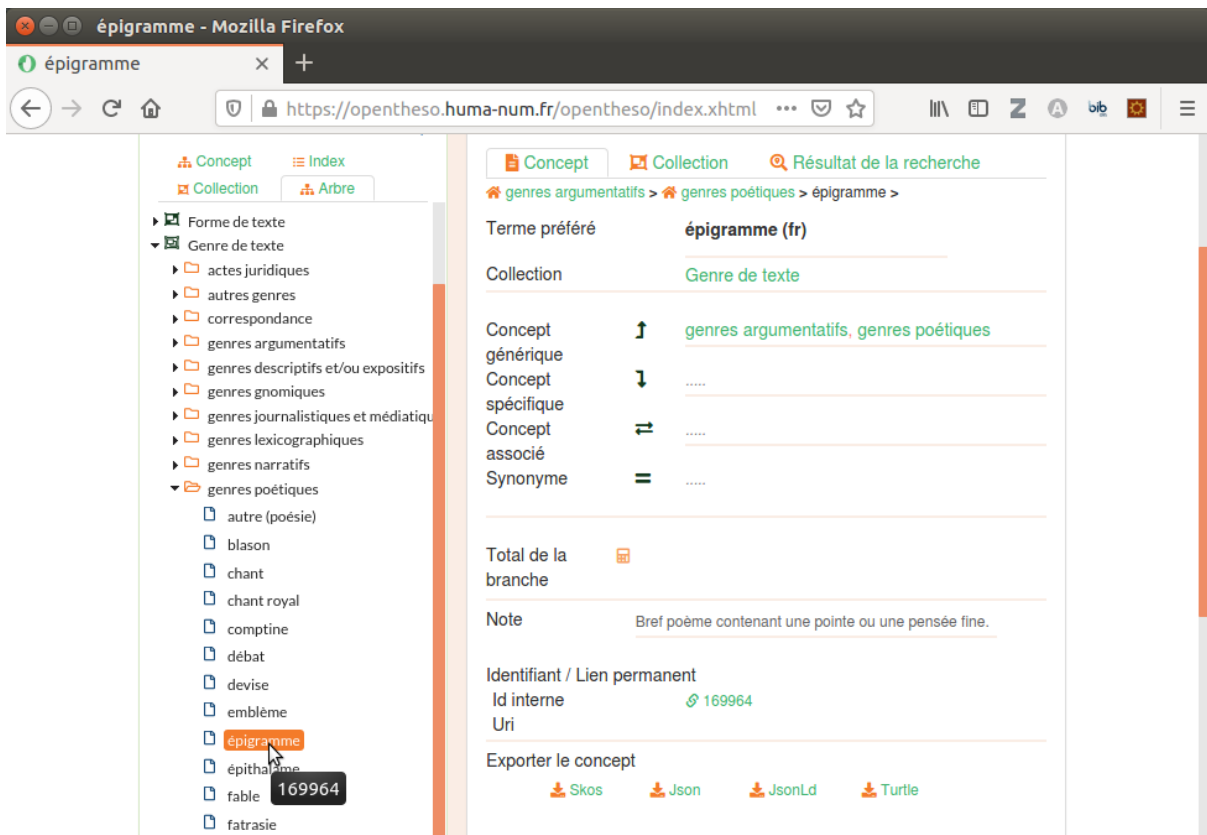 épigramme - Mozilla Firefox
épigramme
https://opentheso.huma-num.fr/opentheso/index.xhtml
Z
A
bib
Concept
Index
Collection
Arbre
Forme de texte
Genre de texte
actes juridiques
autres genres
correspondance
genres argumentatifs
genres descriptifs et/ou expositifs
genres gnomiques
genres journalistiques et médiatiqu
genres lexicographiques
genres narratifs
genres poétiques
autre (poésie)
blason
chant
chant royal
comptine
débat
devise
emblème
épigramme
épithalame
fable
169964
fatrasie
Concept
Collection
Résultat de la recherche
genres argumentatifs > genres poétiques > épigramme >
Terme préféré
épigramme (fr)
Collection
Genre de texte
Concept générique
genres argumentatifs, genres poétiques
Concept spécifique
.....
Concept associé
.....
Synonyme
.....
Total de la branche
Note
Bref poème contenant une pointe ou une pensée fine.
Identifiant / Lien permanent
Id interne
169964
Uri
Exporter le concept
Skos
Json
JsonLd
Turtle